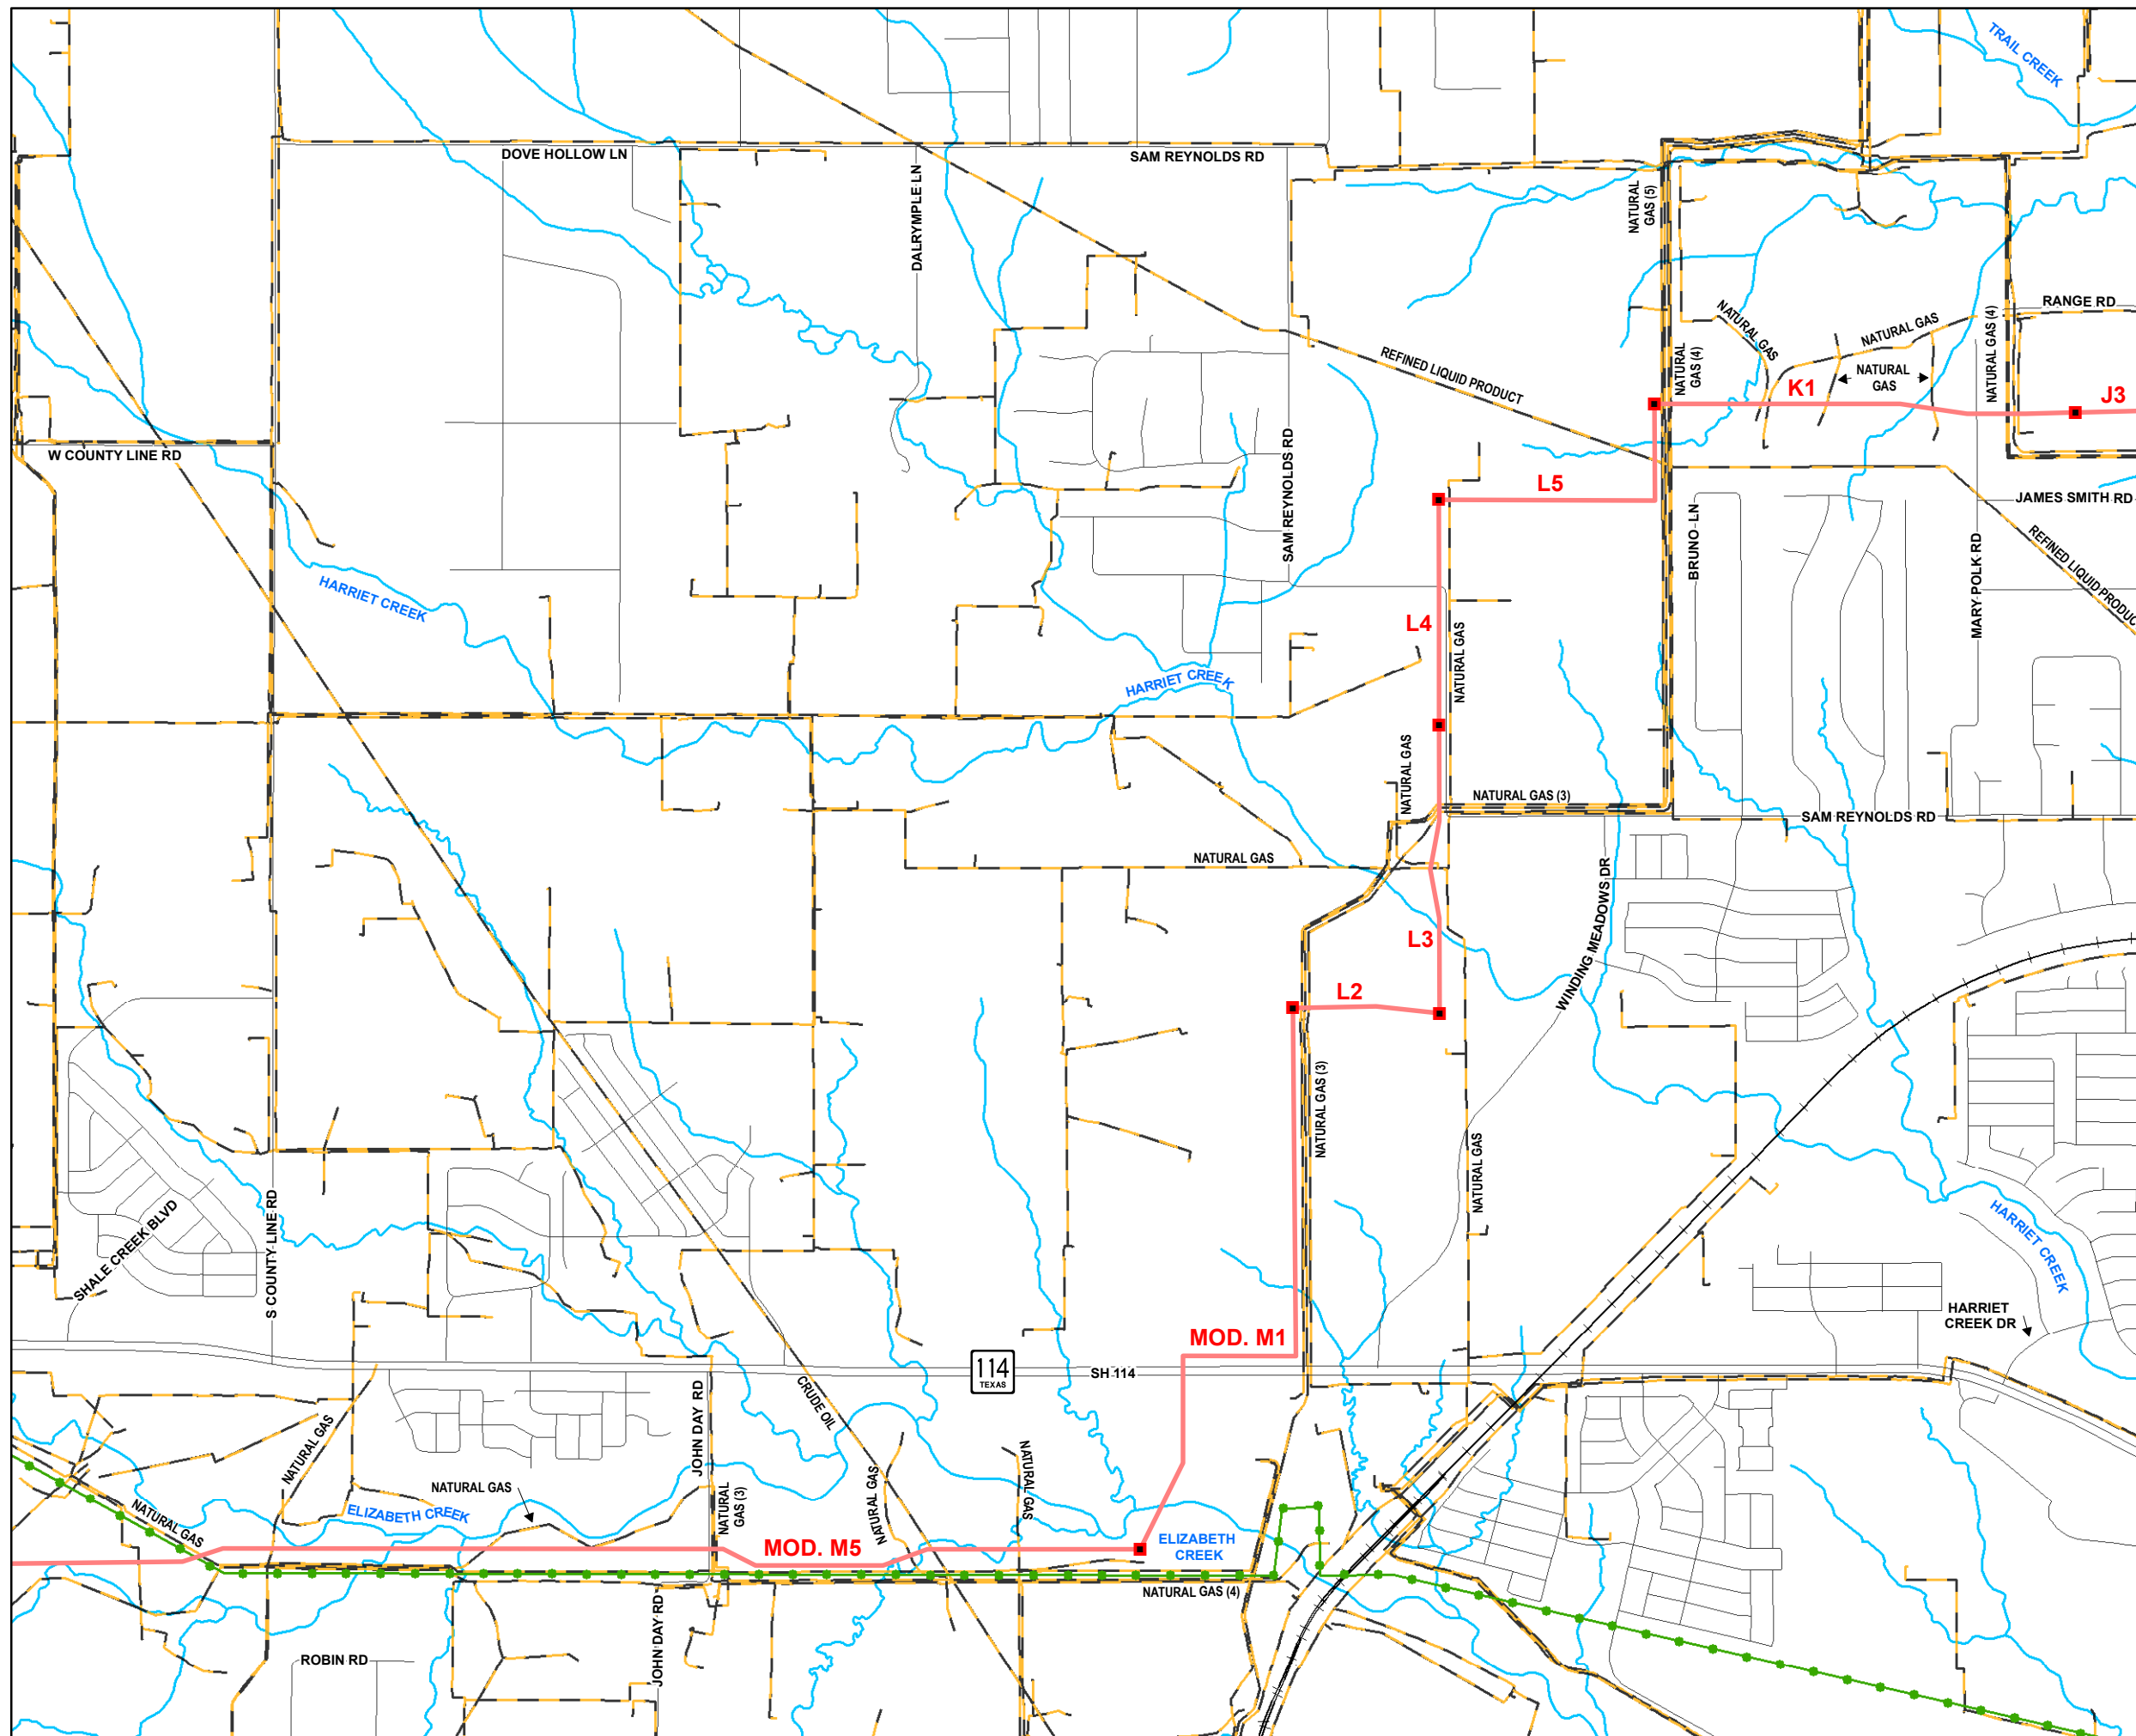 TRAIL CREEK
DOVE HOLLOW LN
SAM REYNOLDS RD
DALRYMPLE LN
NATURAL
GAS (5)
RANGE RD
NATURAL GAS
NATURAL GAS
NATURAL GAS (4)
NATURAL
GAS (4)
NATURAL
GAS
REFINED LIQUID PRODUCT
K1
J3
W COUNTY LINE RD
SAM REYNOLDS RD
L5
JAMES SMITH RD
BRUNO LN
MARY POLK RD
REFINED LIQUID PRODUC
HARRIET CREEK
L4
NATURAL GAS
HARRIET CREEK
NATURAL GAS
NATURAL GAS (3)
SAM REYNOLDS RD
NATURAL GAS
WINDING MEADOWS DR
L3
L2
NATURAL GAS (3)
NATURAL GAS
SHALE CREEK BLVD
S COUNTY LINE RD
HARRIET CREEK
HARRIET
CREEK DR
MOD. M1
114
TEXAS
SH 114
CRUDE OIL
JOHN DAY RD
NATURAL GAS
NATURAL GAS
NATURAL GAS
NATURAL GAS
NATURAL
GAS (3)
NATURAL GAS
ELIZABETH CREEK
MOD. M5
ELIZABETH
CREEK
NATURAL GAS (4)
JOHN DAY RD
ROBIN RD